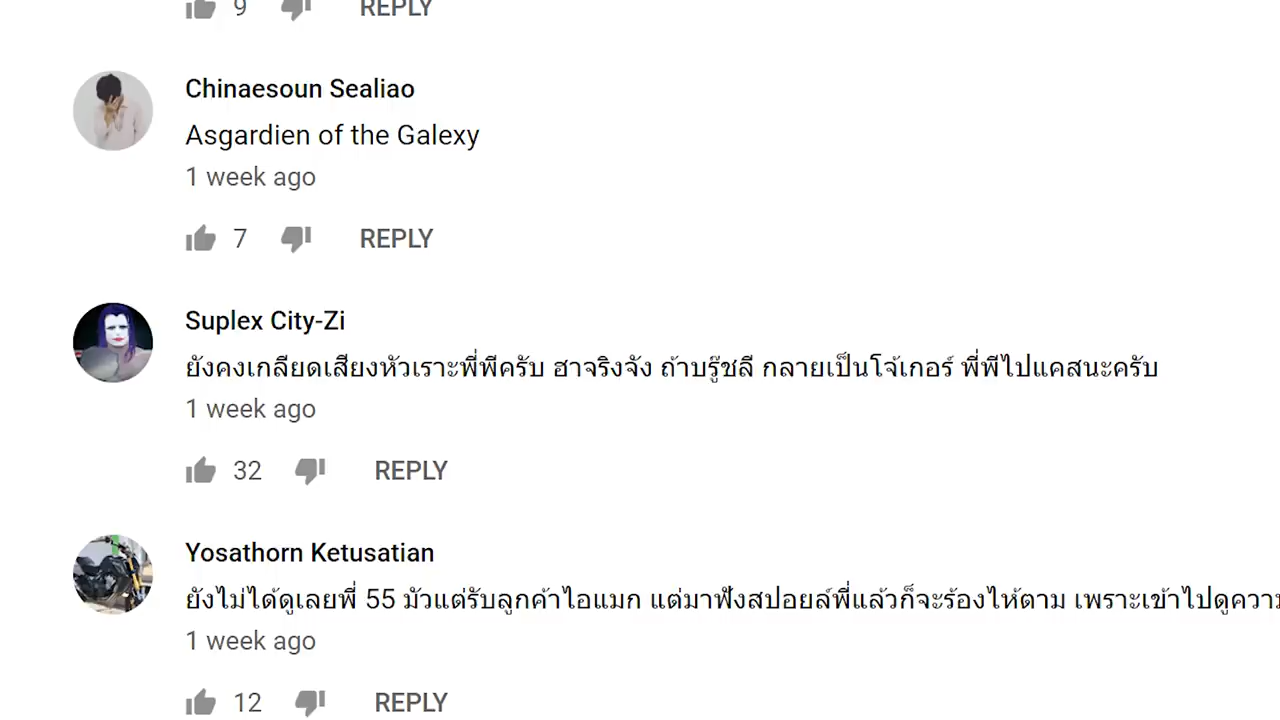 9 REPLY
Chinaesoun Sealiao
Asgardien of the Galexy
1 week ago
7 REPLY
Suplex City-Zi
ยังคงเกลียดเสียงหัวเราะพี่พีครับ ฮาจริงจัง ถ้าบรู๊ซลี กลายเป็นโจ้เกอร์ พี่พีไปแคสนะครับ
1 week ago
32 REPLY
Yosathorn Ketusatian
ยังไม่ได้ดูเลยพี่ 55 มัวแต่รับลูกค้าไอแมก แต่มาฟังสปอยล์พี่แล้วก็จะร้องไห้ตาม เพราะเข้าไปดูความ
1 week ago
12 REPLY